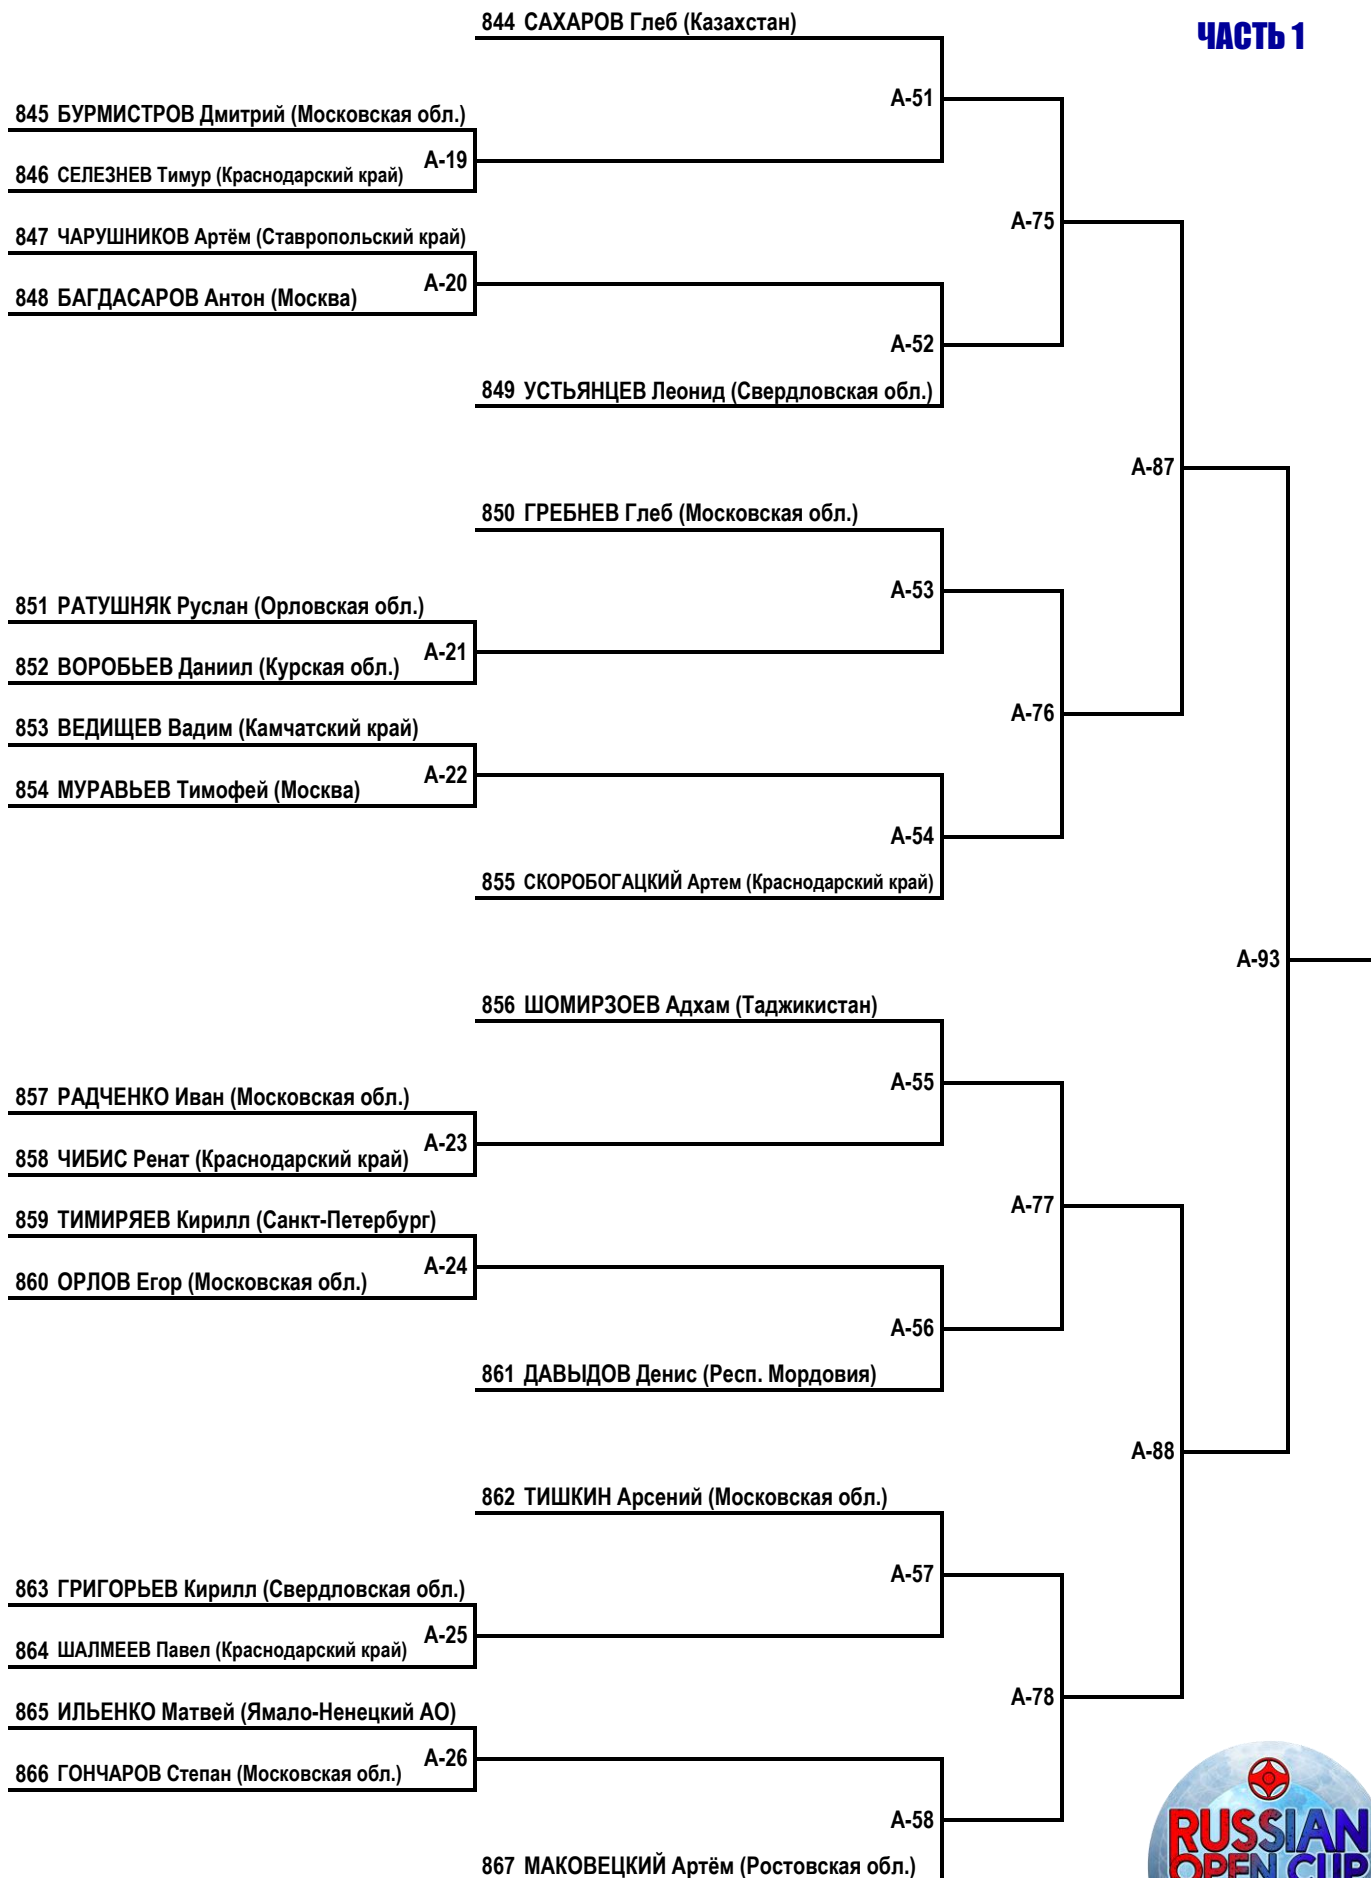 844 САХАРОВ Глеб (Казахстан)
ЧАСТЬ 1
А-51
845 БУРМИСТРОВ Дмитрий (Московская обл.)
А-19
846 СЕЛЕЗНЕВ Тимур (Краснодарский край)
А-75
847 ЧАРУШНИКОВ Артём (Ставропольский край)
А-20
848 БАГДАСАРОВ Антон (Москва)
А-52
849 УСТЬЯНЦЕВ Леонид (Свердловская обл.)
А-87
850 ГРЕБНЕВ Глеб (Московская обл.)
А-53
851 РАТУШНЯК Руслан (Орловская обл.)
А-21
852 ВОРОБЬЕВ Даниил (Курская обл.)
А-76
853 ВЕДИЩЕВ Вадим (Камчатский край)
А-22
854 МУРАВЬЕВ Тимофей (Москва)
А-54
855 СКОРОБОГАЦКИЙ Артем (Краснодарский край)
А-93
856 ШОМИРЗОЕВ Адхам (Таджикистан)
А-55
857 РАДЧЕНКО Иван (Московская обл.)
А-23
858 ЧИБИС Ренат (Краснодарский край)
А-77
859 ТИМИРЯЕВ Кирилл (Санкт-Петербург)
А-24
860 ОРЛОВ Егор (Московская обл.)
А-56
861 ДАВЫДОВ Денис (Респ. Мордовия)
А-88
862 ТИШКИН Арсений (Московская обл.)
А-57
863 ГРИГОРЬЕВ Кирилл (Свердловская обл.)
А-25
864 ШАЛМЕЕВ Павел (Краснодарский край)
А-78
865 ИЛЬЕНКО Матвей (Ямало-Ненецкий АО)
А-26
866 ГОНЧАРОВ Степан (Московская обл.)
А-58
867 МАКОВЕЦКИЙ Артём (Ростовская обл.)
RUSSIAN
OPEN CUP